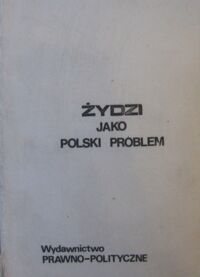 ŻYDZI
JAKO
POLSKI PROBLEM
Wydawnictwo
PRAWNO-POLITYCZNE